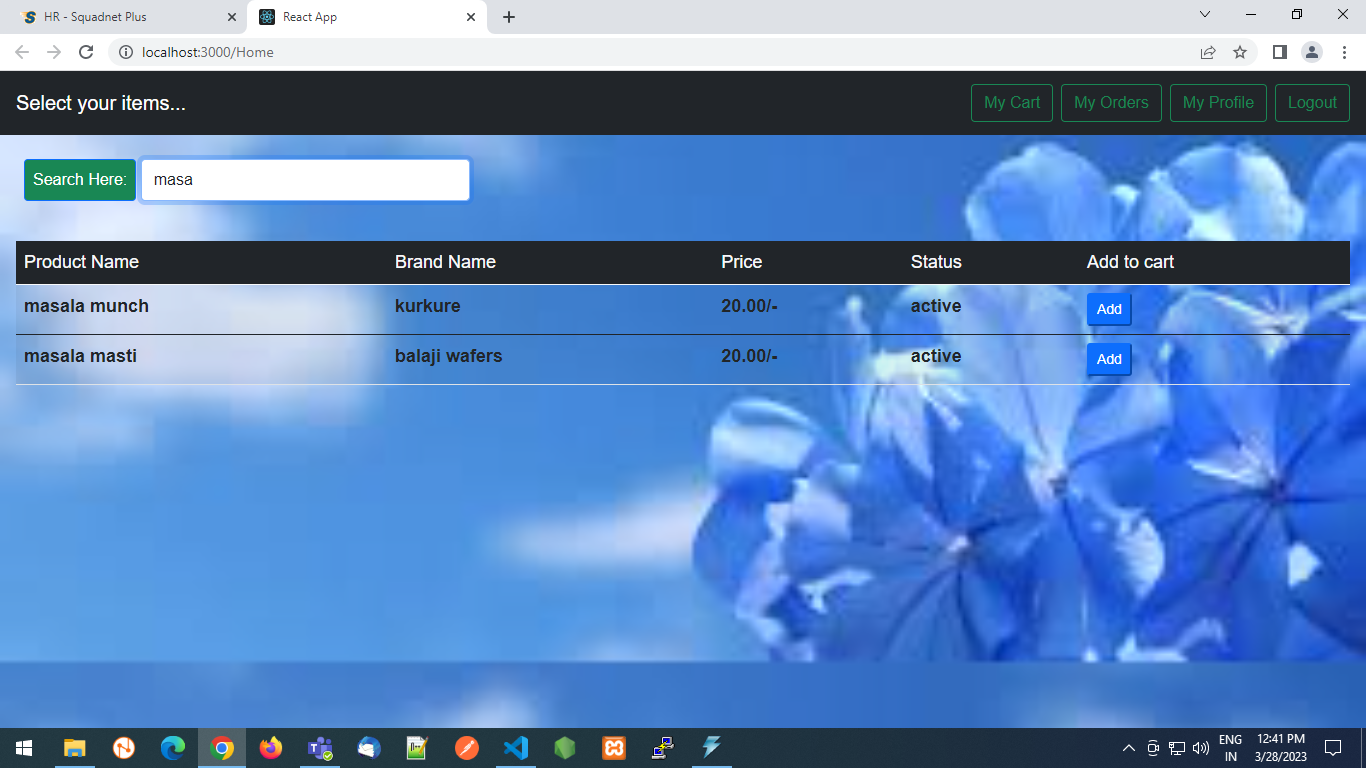 HR - Squadnet Plus
React App
localhost:3000/Home
Select your items...
My Cart My Orders My Profile Logout
Search Here: masa
Product Name Brand Name Price Status Add to cart
masala munch kurkure 20.00/- active Add
masala masti balaji wafers 20.00/- active Add
ENG 12:41 PM
IN 3/28/2023